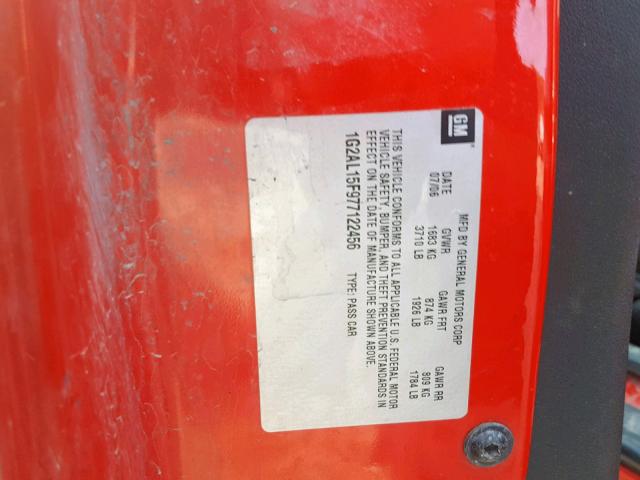 GM
MFD BY GENERAL MOTORS CORP
DATE GVWR GAWR FRT GAWR RR
07/06 1683 KG 874 KG 809 KG
3710 LB 1926 LB 1784 LB
THIS VEHICLE CONFORMS TO ALL APPLICABLE U.S. FEDERAL MOTOR
VEHICLE SAFETY, BUMPER, AND THEFT PREVENTION STANDARDS IN
EFFECT ON THE DATE OF MANUFACTURE SHOWN ABOVE.
1G2AL15F977122456 TYPE: PASS CAR